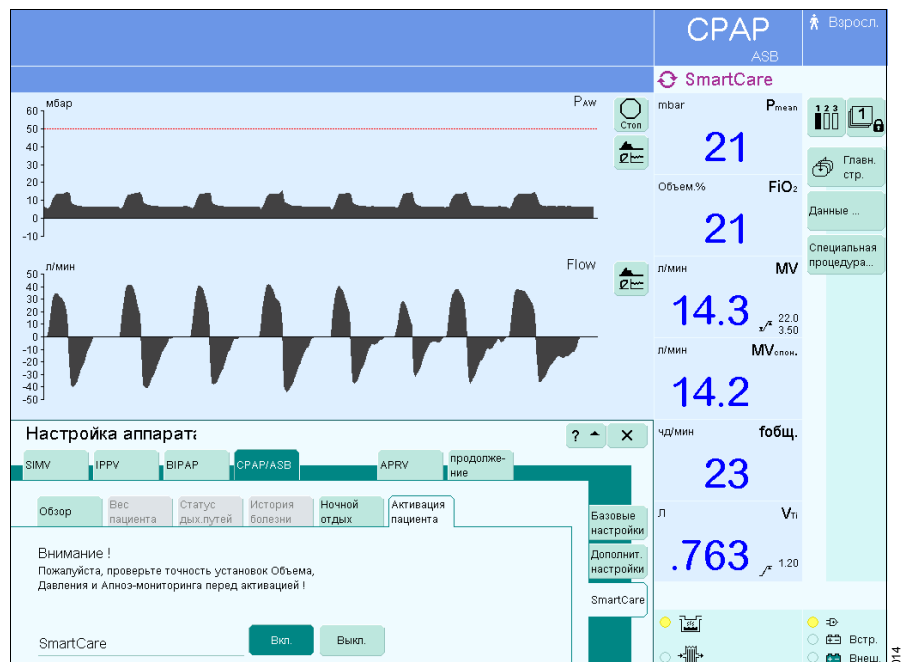 CPAP
ASB
Взросл.
SmartCare
мбар
60
50
40
30
20
10
0
-10
Paw
Стоп
л/мин
50
40
30
20
10
0
-10
-20
-30
-40
-50
Flow
mbar
Pmean
21
Объем.%
FiO2
21
л/мин
MV
14.3
22.0
3.50
л/мин
MVспон.
14.2
чд/мин
fобщ.
23
л
VTi
.763
1.20
1 2 3
1
Главн.
стр.
Данные ...
Специальная
процедура...
Настройка аппарата
?
SIMV
IPPV
BIPAP
CPAP/ASB
APRV
продолже-
ние
Обзор
Вес
пациента
Статус
дых.путей
История
болезни
Ночной
отдых
Активация
пациента
Внимание !
Пожалуйста, проверьте точность установок Объема,
Давления и Апноэ-мониторинга перед активацией !
SmartCare
Вкл.
Выкл.
Базовые
настройки
Дополнит.
настройки
SmartCare
Встр.
Внеш.
014